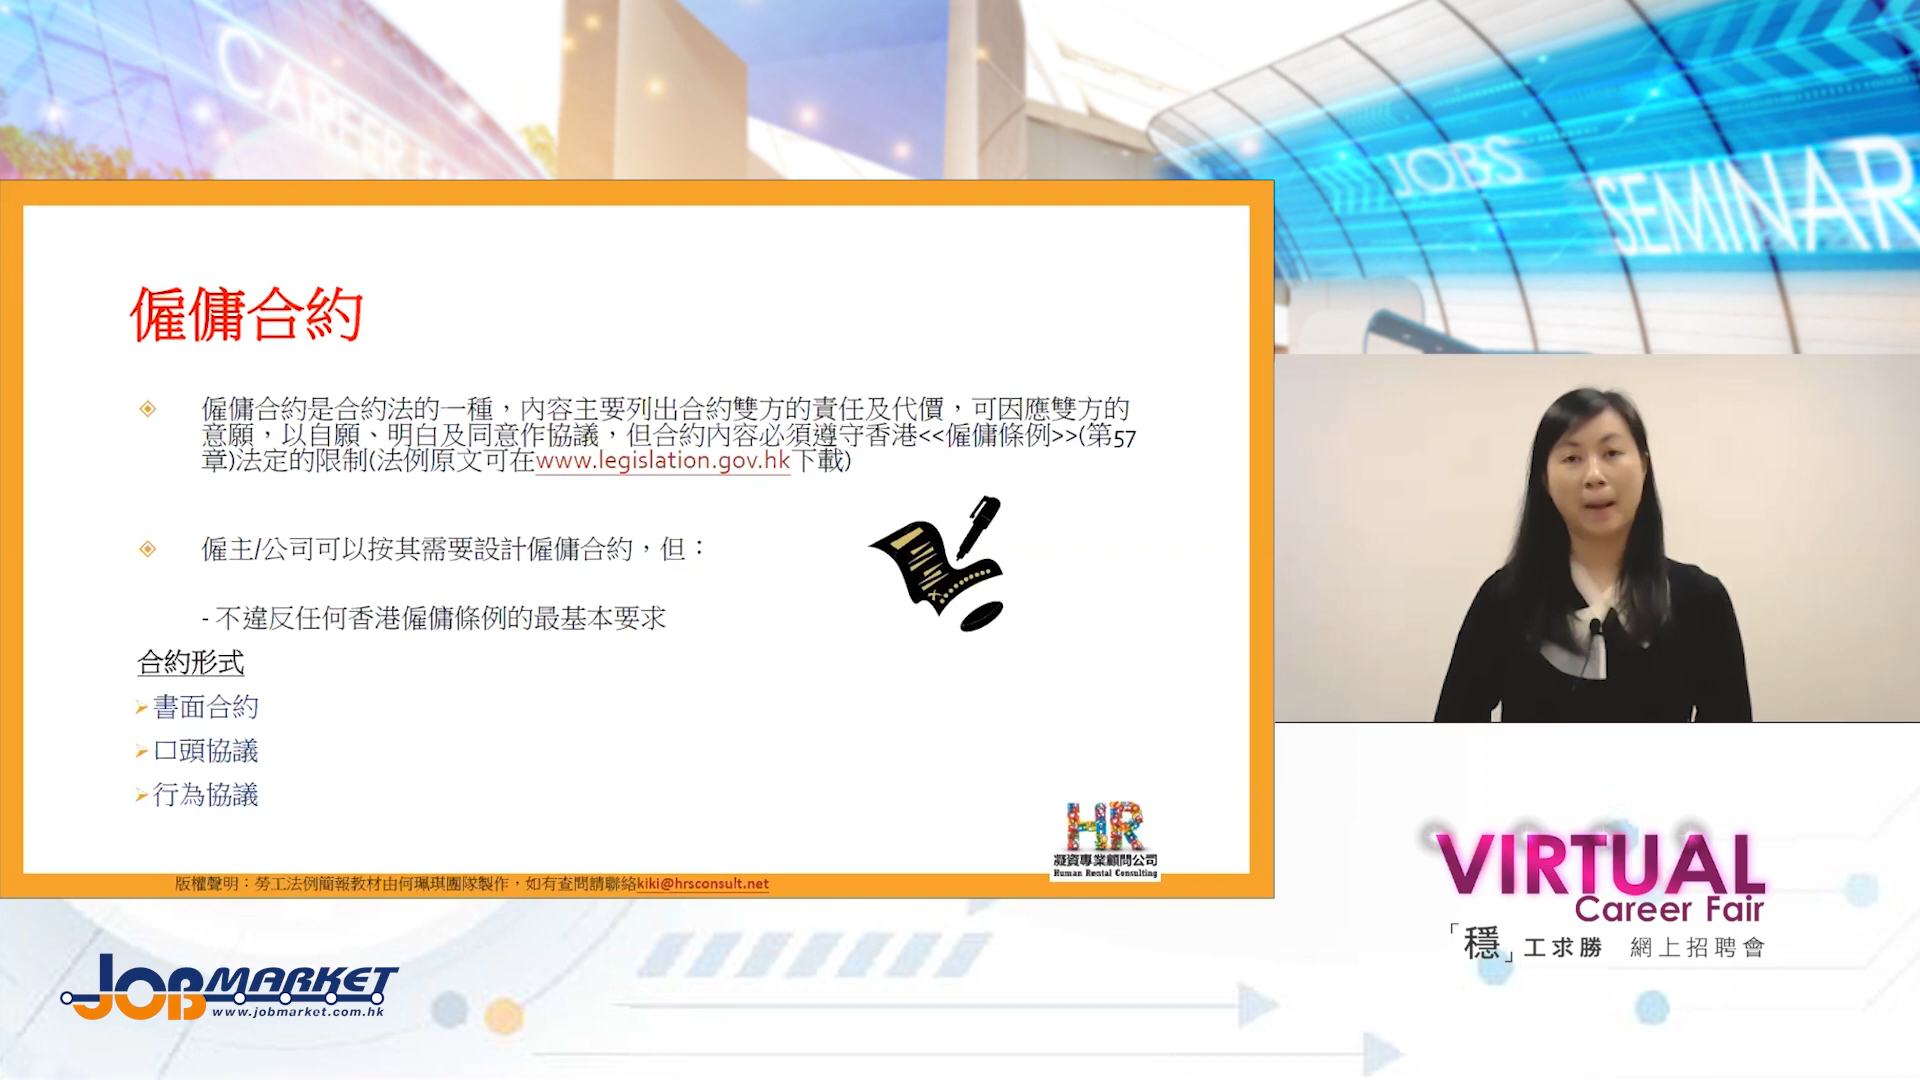 CAREER FA
JOBS
SEMINAR
僱傭合約
僱傭合約是合約法的一種，內容主要列出合約雙方的責任及代價，可因應雙方的
意願，以自願、明白及同意作協議，但合約內容必須遵守香港<<僱傭條例>>(第57
章)法定的限制(法例原文可在www.legislation.gov.hk下載)
僱主/公司可以按其需要設計僱傭合約，但：
- 不違反任何香港僱傭條例的最基本要求
合約形式
書面合約
口頭協議
行為協議
HR
凝資專業顧問公司
Human Rental Consulting
版權聲明：勞工法例簡報教材由何珮琪團隊製作，如有查問請聯絡kiki@hrsconsult.net
VIRTUAL
Career Fair
「穩」工求勝 網上招聘會
JOB MARKET
www.jobmarket.com.hk